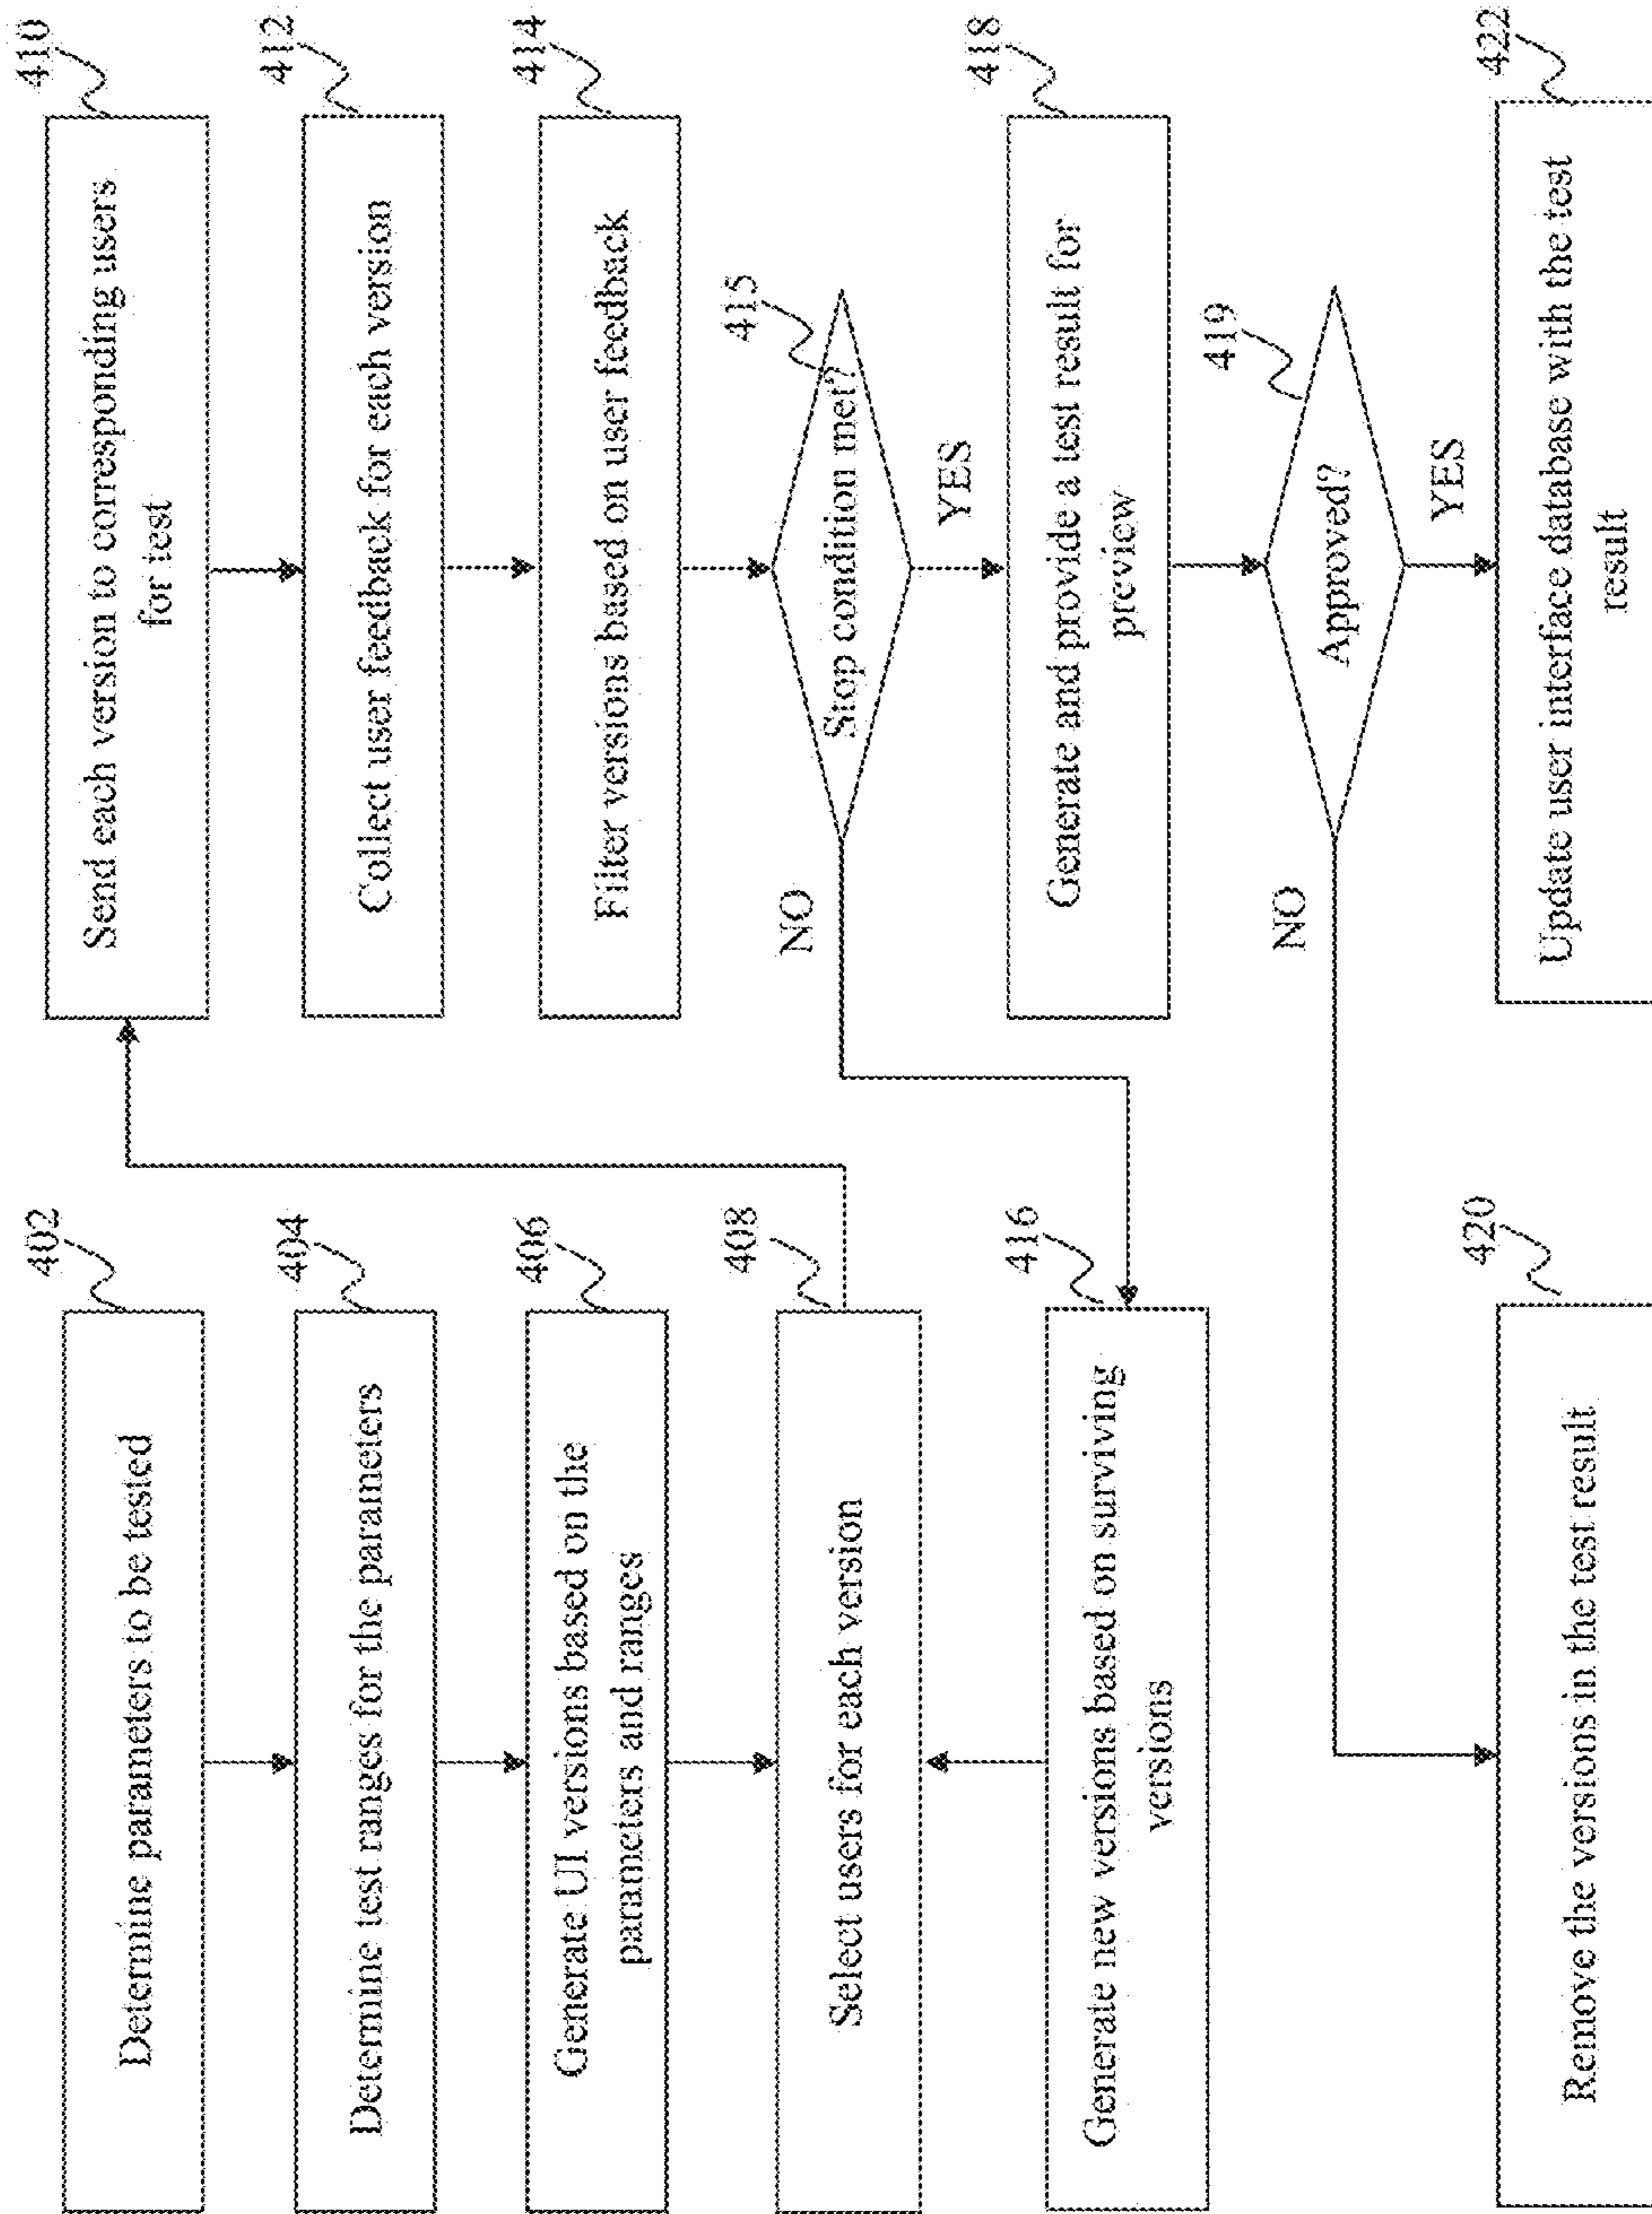 402
Determine parameters to be tested
404
Determine test ranges for the parameters
406
Generate UI versions based on the
parameters and ranges
408
Select users for each version
416
Generate new versions based on surviving
versions
420
Remove the versions in the test result
410
Send each version to corresponding users
for test
412
Collect user feedback for each version
414
Filter versions based on user feedback
415
Stop condition met?
NO
YES
418
Generate and provide a test result for
preview
419
Approved?
NO
YES
422
Update user interface database with the test
result